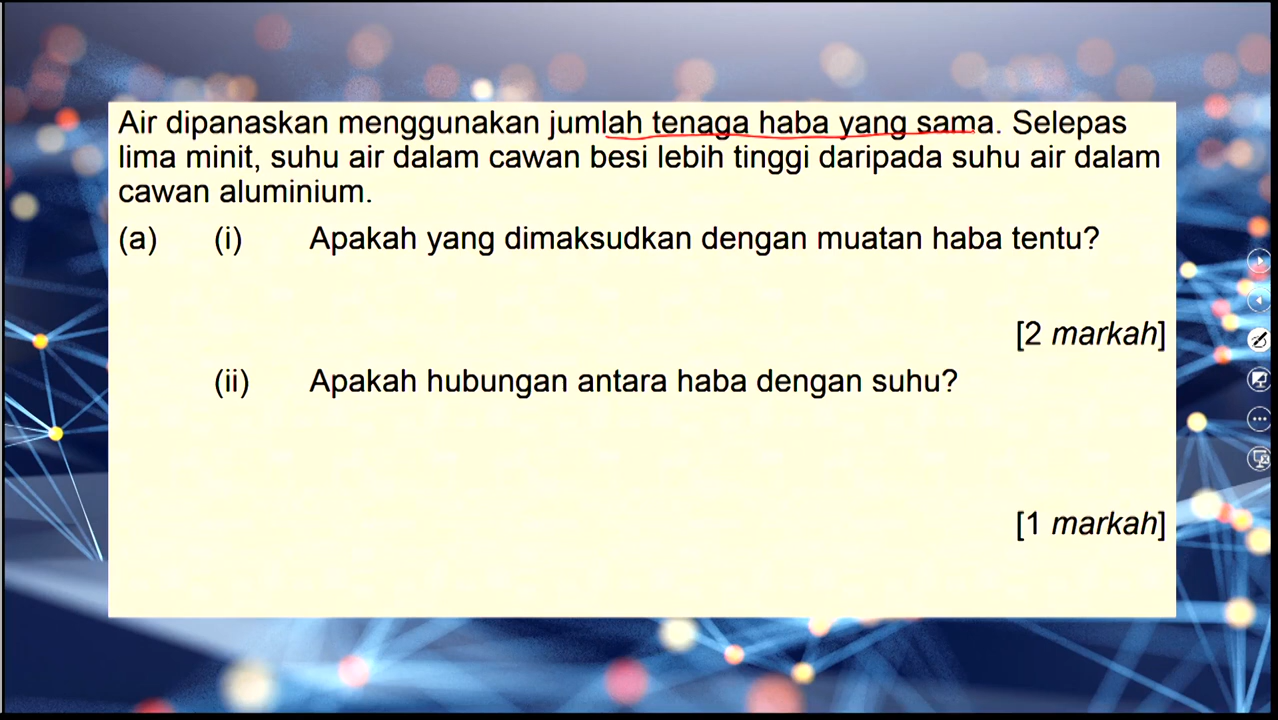 Air dipanaskan menggunakan jumlah tenaga haba yang sama. Selepas
lima minit, suhu air dalam cawan besi lebih tinggi daripada suhu air dalam
cawan aluminium.
(a) (i) Apakah yang dimaksudkan dengan muatan haba tentu?
[2 markah]
(ii) Apakah hubungan antara haba dengan suhu?
[1 markah]